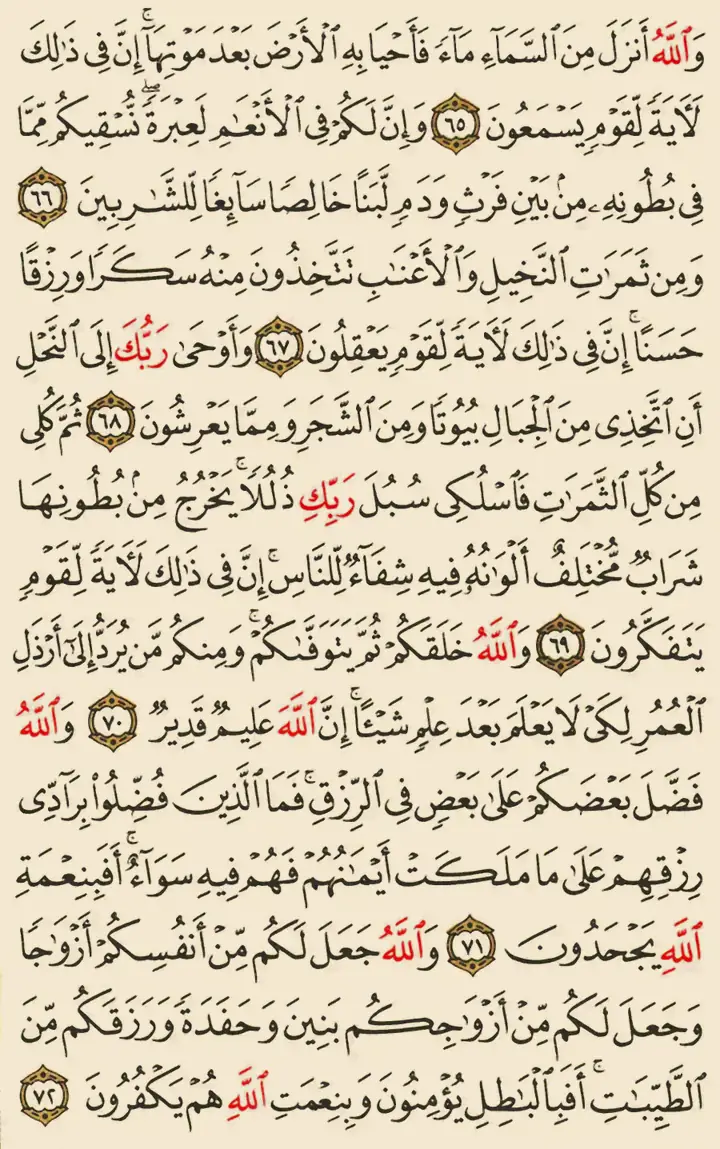 وَٱللَّهُ أَنزَلَ مِنَ ٱلسَّمَآءِ مَآءٗ فَأَحۡيَا بِهِ ٱلۡأَرۡضَ بَعۡدَ مَوۡتِهَآۚ إِنَّ فِي ذَٰلِكَ
لَأٓيَةٗ لِّقَوۡمٖ يَسۡمَعُونَ ٦٥ وَإِنَّ لَكُمۡ فِي ٱلۡأَنۡعَٰمِ لَعِبۡرَةٗۖ نُّسۡقِيكُم مِّمَّا
فِي بُطُونِهِۦ مِنۢ بَيۡنِ فَرۡثٖ وَدَمٖ لَّبَنًا خَالِصٗا سَآئِغٗا لِّلشَّٰرِبِينَ ٦٦
وَمِن ثَمَرَٰتِ ٱلنَّخِيلِ وَٱلۡأَعۡنَٰبِ تَتَّخِذُونَ مِنۡهُ سَكَرٗا وَرِزۡقًا
حَسَنًاۚ إِنَّ فِي ذَٰلِكَ لَأٓيَةٗ لِّقَوۡمٖ يَعۡقِلُونَ ٦٧ وَأَوۡحَىٰ رَبُّكَ إِلَى ٱلنَّحۡلِ
أَنِ ٱتَّخِذِي مِنَ ٱلۡجِبَالِ بُيُوتٗا وَمِنَ ٱلشَّجَرِ وَمِمَّا يَعۡرِشُونَ ٦٨ ثُمَّ كُلِي
مِن كُلِّ ٱلثَّمَرَٰتِ فَٱسۡلُكِي سُبُلَ رَبِّكِ ذُلُلٗاۚ يَخۡرُجُ مِنۢ بُطُونِهَا
شَرَابٞ مُّخۡتَلِفٌ أَلۡوَٰنُهُۥ فِيهِ شِفَآءٞ لِّلنَّاسِۚ إِنَّ فِي ذَٰلِكَ لَأٓيَةٗ لِّقَوۡمٖ
يَتَفَكَّرُونَ ٦٩ وَٱللَّهُ خَلَقَكُمۡ ثُمَّ يَتَوَفَّىٰكُمۡۚ وَمِنكُم مَّن يُرَدُّ إِلَىٰٓ أَرۡذَلِ
ٱلۡعُمُرِ لِكَيۡ لَا يَعۡلَمَ بَعۡدَ عِلۡمٖ شَيۡـًٔاۚ إِنَّ ٱللَّهَ عَلِيمٞ قَدِيرٞ ٧٠ وَٱللَّهُ
فَضَّلَ بَعۡضَكُمۡ عَلَىٰ بَعۡضٖ فِي ٱلرِّزۡقِۚ فَمَا ٱلَّذِينَ فُضِّلُواْ بِرَآدِّي
رِزۡقِهِمۡ عَلَىٰ مَا مَلَكَتۡ أَيۡمَٰنُهُمۡ فَهُمۡ فِيهِ سَوَآءٌۚ أَفَبِنِعۡمَةِ
ٱللَّهِ يَجۡحَدُونَ ٧١ وَٱللَّهُ جَعَلَ لَكُم مِّنۡ أَنفُسِكُمۡ أَزۡوَٰجٗا
وَجَعَلَ لَكُم مِّنۡ أَزۡوَٰجِكُم بَنِينَ وَحَفَدَةٗ وَرَزَقَكُم مِّنَ
ٱلطَّيِّبَٰتِۚ أَفَبِٱلۡبَٰطِلِ يُؤۡمِنُونَ وَبِنِعۡمَتِ ٱللَّهِ هُمۡ يَكۡفُرُونَ ٧٢